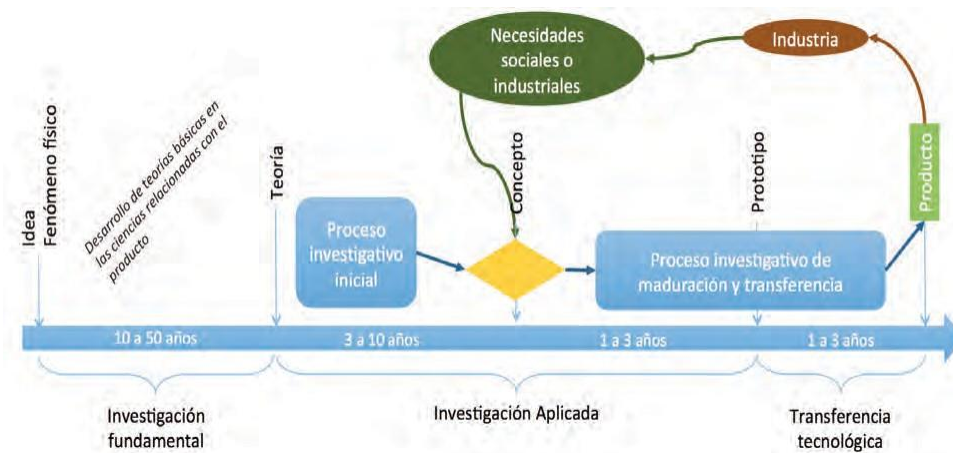 Necesidades
sociales o
industriales
Industria
Idea
Fenómeno físico
Desarrollo de teorías básicas en
las ciencias relacionadas con el
producto
Teoría
Concepto
Prototipo
Producto
Proceso
investigativo
inicial
Proceso investigativo de
maduración y transferencia
10 a 50 años
3 a 10 años
1 a 3 años
1 a 3 años
Investigación
fundamental
Investigación Aplicada
Transferencia
tecnológica